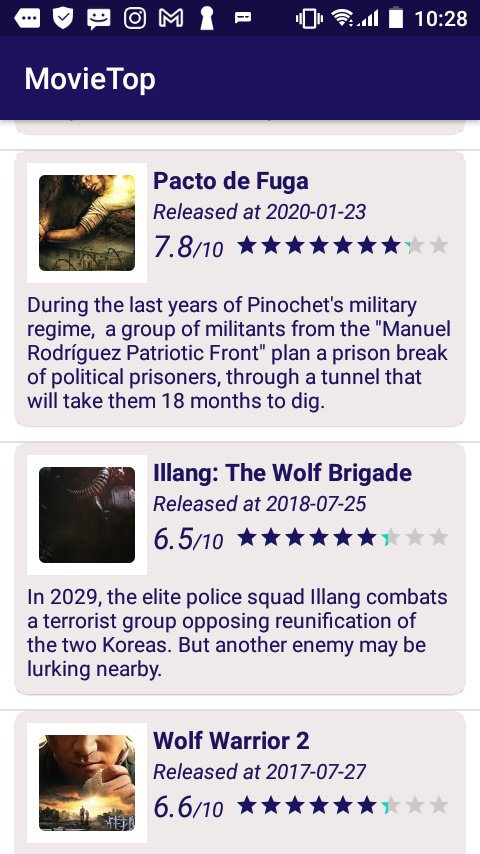 10:28
MovieTop
Pacto de Fuga
Released at 2020-01-23
7.8/10
During the last years of Pinochet's military
regime,  a group of militants from the "Manuel
Rodríguez Patriotic Front" plan a prison break
of political prisoners, through a tunnel that
will take them 18 months to dig.
Illang: The Wolf Brigade
Released at 2018-07-25
6.5/10
In 2029, the elite police squad Illang combats
a terrorist group opposing reunification of
the two Koreas. But another enemy may be
lurking nearby.
Wolf Warrior 2
Released at 2017-07-27
6.6/10